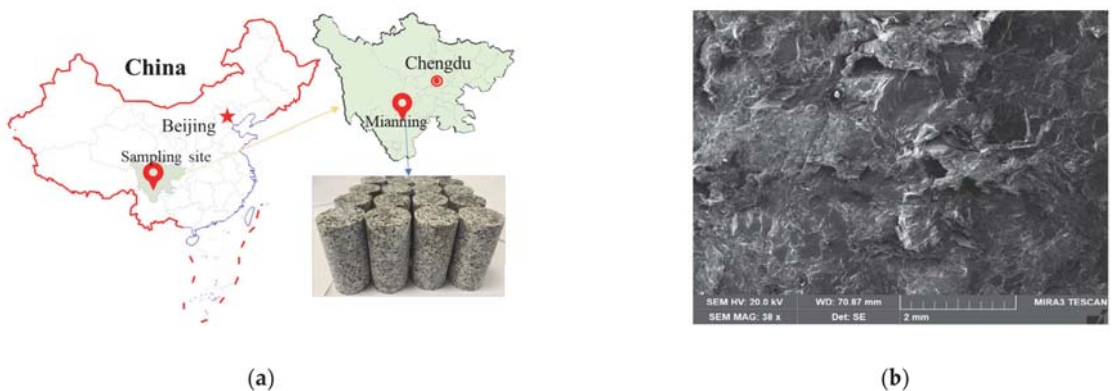 China
Beijing
Sampling site
Chengdu
Mianning
SEM HV: 20.0 kV
WD: 70.87 mm
MIRA3 TESCAN
SEM MAG: 38 x
Det: SE
2 mm
(a)
(b)